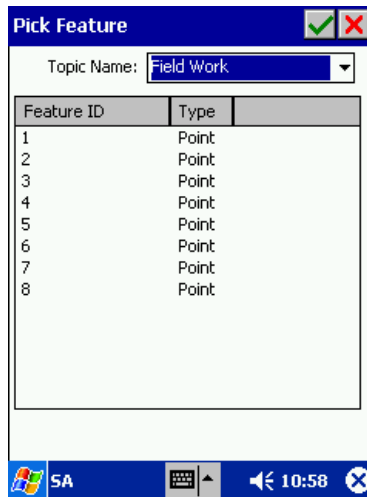 Pick Feature
Topic Name: Field Work
Feature ID Type
1 Point
2 Point
3 Point
4 Point
5 Point
6 Point
7 Point
8 Point
SA 10:58